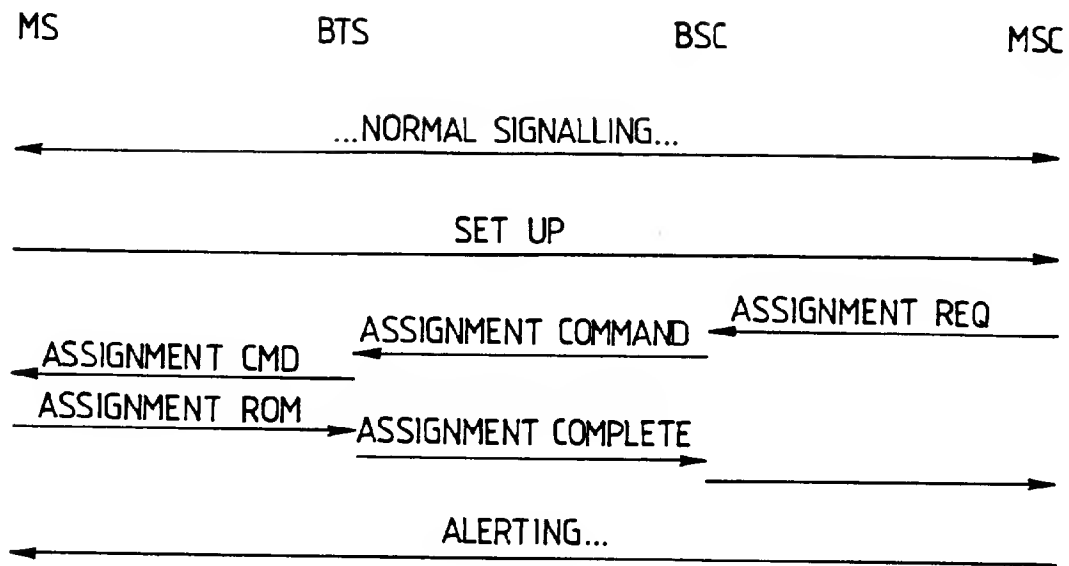 MS BTS BSC MSC
...NORMAL SIGNALLING...
SET UP
ASSIGNMENT REQ
ASSIGNMENT COMMAND
ASSIGNMENT CMD
ASSIGNMENT ROM
ASSIGNMENT COMPLETE
ALERTING...